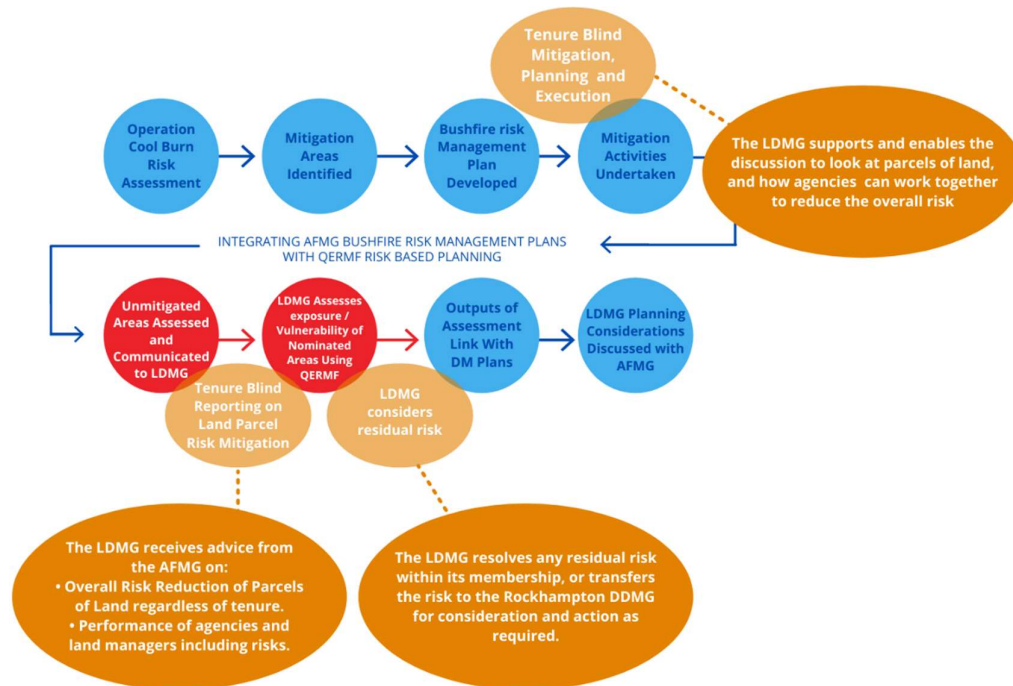 Tenure Blind
Mitigation,
Planning and
Execution
Operation
Cool Burn
Risk
Assessment
Mitigation
Areas
Identified
Bushfire risk
Management
Plan
Developed
Mitigation
Activities
Undertaken
The LDMG supports and enables the
discussion to look at parcels of land,
and how agencies can work together
to reduce the overall risk
INTEGRATING AFMG BUSHFIRE RISK MANAGEMENT PLANS
WITH QERMF RISK BASED PLANNING
Unmitigated
Areas Assessed
and
Communicated
to LDMG
LDMG Assesses
exposure /
Vulnerability of
Nominated
Areas Using
QERMF
Outputs of
Assessment
Link With
DM Plans
LDMG Planning
Considerations
Discussed with
AFMG
Tenure Blind
Reporting on
Land Parcel
Risk Mitigation
LDMG
considers
residual risk
The LDMG receives advice from
the AFMG on:
• Overall Risk Reduction of Parcels
of Land regardless of tenure.
• Performance of agencies and
land managers including risks.
The LDMG resolves any residual risk
within its membership, or transfers
the risk to the Rockhampton DDMG
for consideration and action as
required.